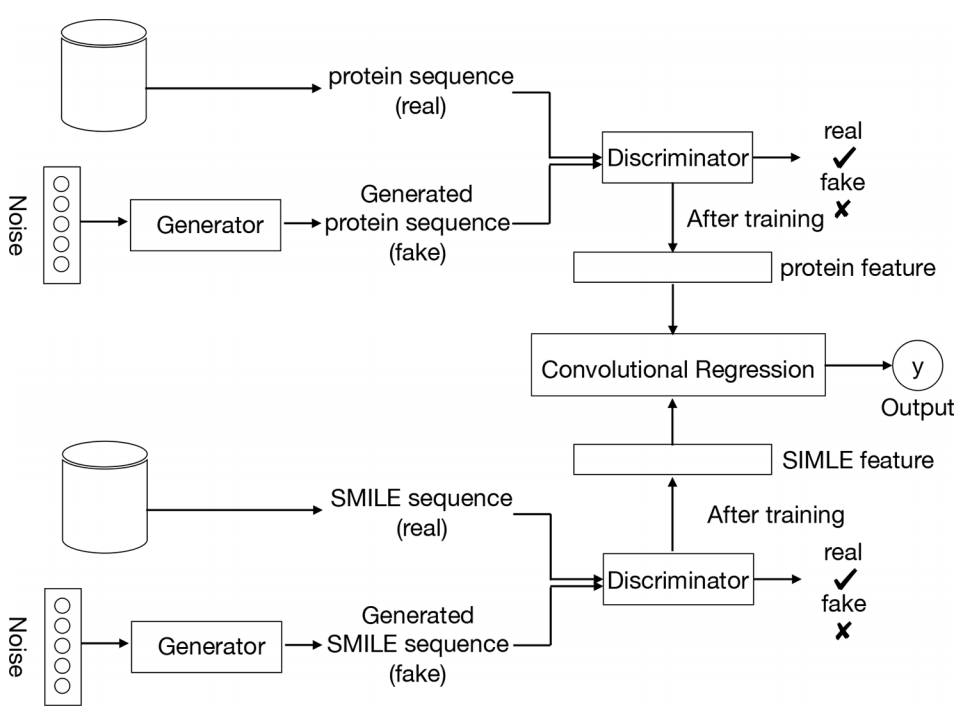 protein sequence
(real)
Discriminator
real
✔
fake
✘
Noise
Generator
Generated
protein sequence
(fake)
After training
protein feature
Convolutional Regression
y
Output
SIMLE feature
SMILE sequence
(real)
After training
Discriminator
real
✔
fake
✘
Noise
Generator
Generated
SMILE sequence
(fake)